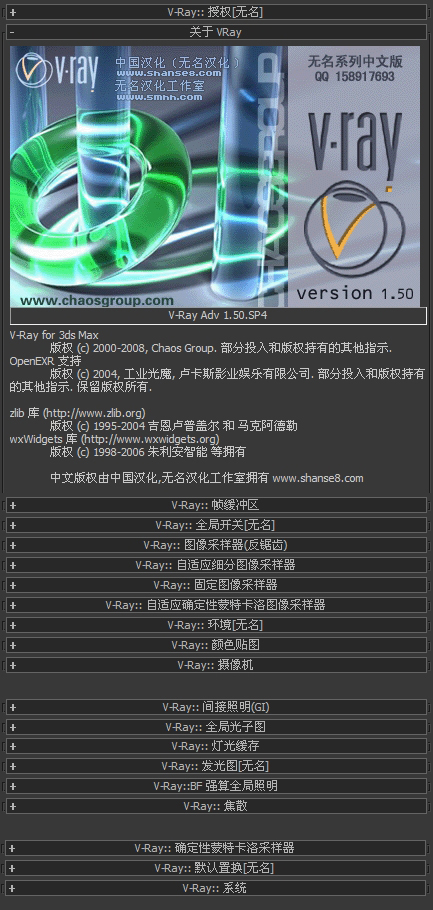 + V-Ray:: 授权[无名]
- 关于 VRay
v·ray
中国汉化（无名汉化）
www.shanse8.com
无名汉化工作室
www.smhh.com
无名系列中文版
QQ 158917693
v·ray
CHAOSGROUP
www.chaosgroup.com
version 1.50
V-Ray Adv 1.50.SP4
V-Ray for 3ds Max
版权 (c) 2000-2008, Chaos Group. 部分投入和版权持有的其他指示.
OpenEXR 支持
版权 (c) 2004, 工业光魔, 卢卡斯影业娱乐有限公司. 部分投入和版权持有
的其他指示. 保留版权所有.
zlib 库 (http://www.zlib.org)
版权 (c) 1995-2004 吉恩卢普盖尔 和 马克阿德勒
wxWidgets 库 (http://www.wxwidgets.org)
版权 (c) 1998-2006 朱利安智能 等拥有
中文版权由中国汉化,无名汉化工作室拥有 www.shanse8.com
+ V-Ray:: 帧缓冲区
+ V-Ray:: 全局开关[无名]
+ V-Ray:: 图像采样器(反锯齿)
+ V-Ray:: 自适应细分图像采样器
+ V-Ray:: 固定图像采样器
+ V-Ray:: 自适应确定性蒙特卡洛图像采样器
+ V-Ray:: 环境[无名]
+ V-Ray:: 颜色贴图
+ V-Ray:: 摄像机
+ V-Ray:: 间接照明(GI)
+ V-Ray:: 全局光子图
+ V-Ray:: 灯光缓存
+ V-Ray:: 发光图[无名]
+ V-Ray::BF 强算全局照明
+ V-Ray:: 焦散
+ V-Ray:: 确定性蒙特卡洛采样器
+ V-Ray:: 默认置换[无名]
+ V-Ray:: 系统